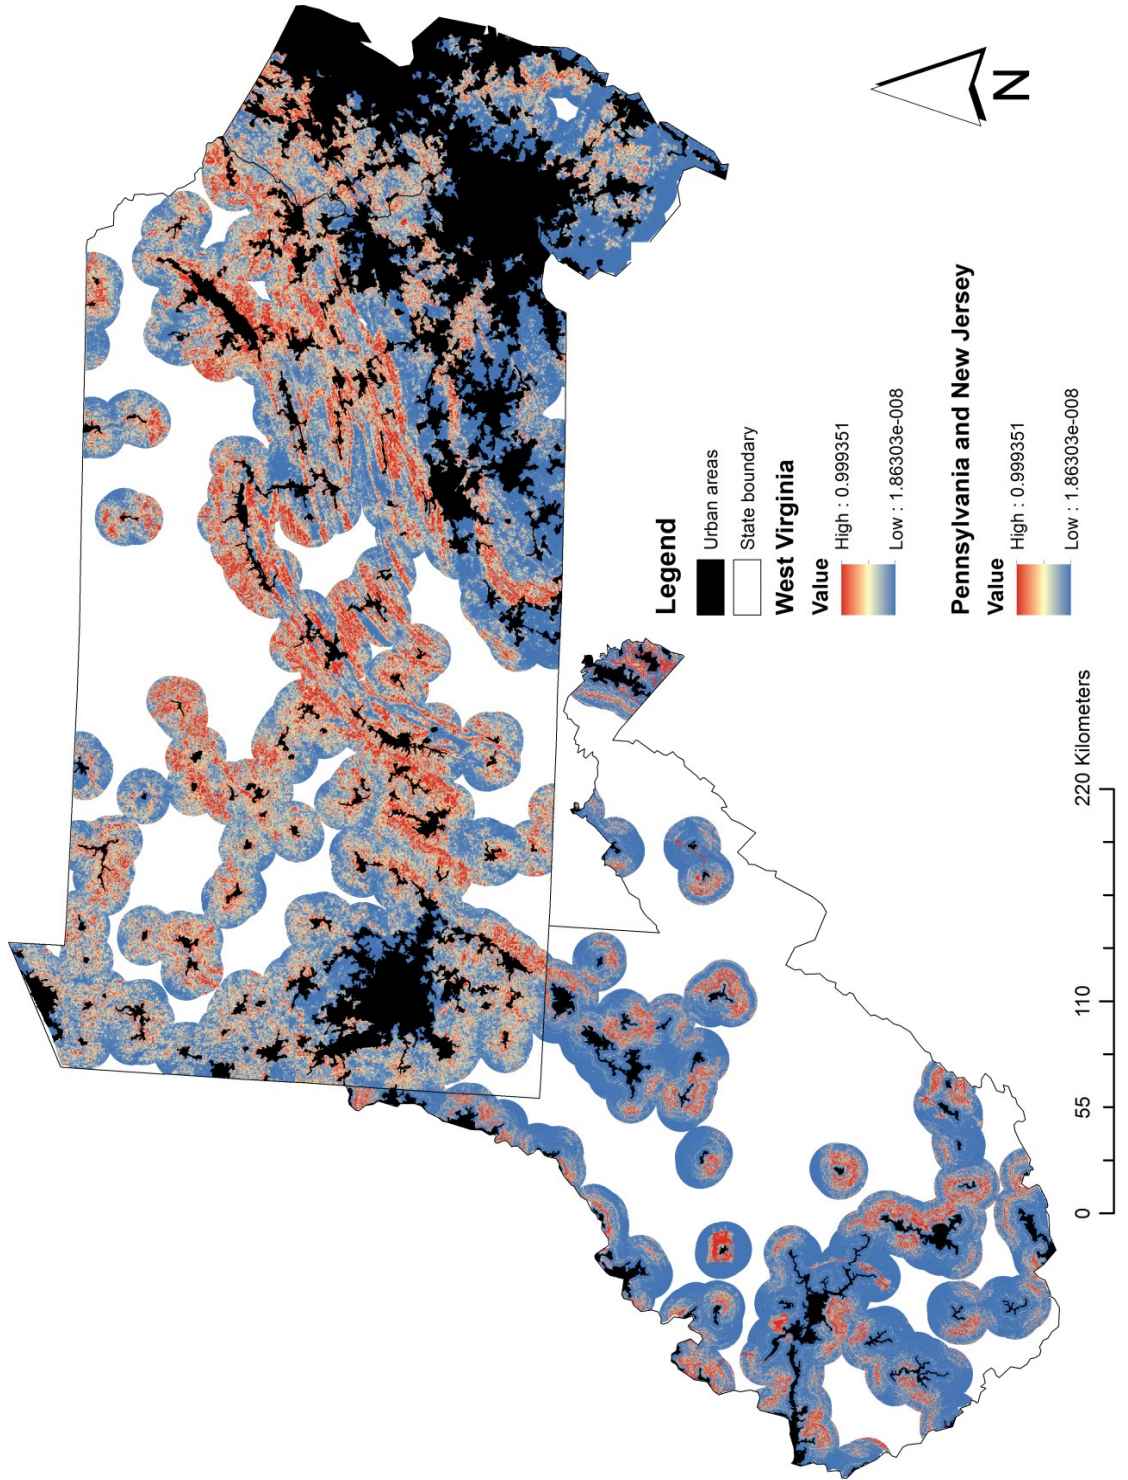 N
Legend
Urban areas
State boundary
West Virginia
Value
High : 0.999351
Low : 1.86303e-008
Pennsylvania and New Jersey
Value
High : 0.999351
Low : 1.86303e-008
0 55 110 220 Kilometers